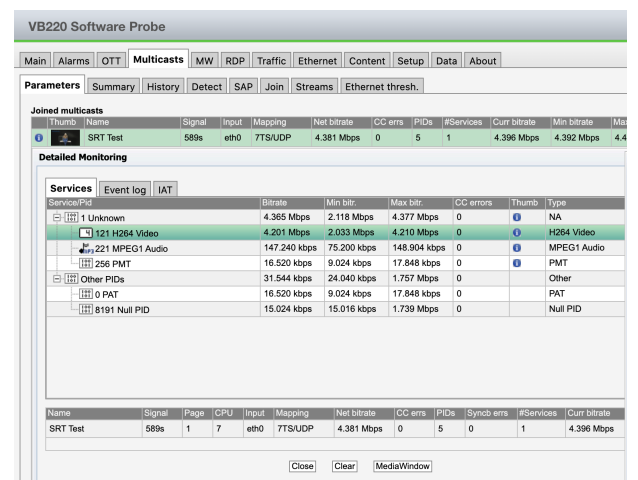 VB220 Software Probe
Main Alarms OTT Multicasts MW RDP Traffic Ethernet Content Setup Data About
Parameters Summary History Detect SAP Join Streams Ethernet thresh.
Joined multicasts
Thumb Name Signal Input Mapping Net bitrate CC errs PIDs #Services Curr bitrate Min bitrate Max
SRT Test 589s eth0 7TS/UDP 4.381 Mbps 0 5 1 4.396 Mbps 4.392 Mbps 4.4
Detailed Monitoring
Services Event log IAT
Service/Pid Bitrate Min bitr. Max bitr. CC errors Thumb Type
1 Unknown 4.365 Mbps 2.118 Mbps 4.377 Mbps 0 NA
121 H264 Video 4.201 Mbps 2.033 Mbps 4.210 Mbps 0 H264 Video
221 MPEG1 Audio 147.240 kbps 75.200 kbps 148.904 kbps 0 MPEG1 Audio
256 PMT 16.520 kbps 9.024 kbps 17.848 kbps 0 PMT
Other PIDs 31.544 kbps 24.040 kbps 1.757 Mbps 0 Other
0 PAT 16.520 kbps 9.024 kbps 17.848 kbps 0 PAT
8191 Null PID 15.024 kbps 15.016 kbps 1.739 Mbps 0 Null PID
Name Signal Page CPU Input Mapping Net bitrate CC errs PIDs Syncb errs #Services Curr bitrate
SRT Test 589s 1 7 eth0 7TS/UDP 4.381 Mbps 0 5 0 1 4.396 Mbps
Close Clear MediaWindow